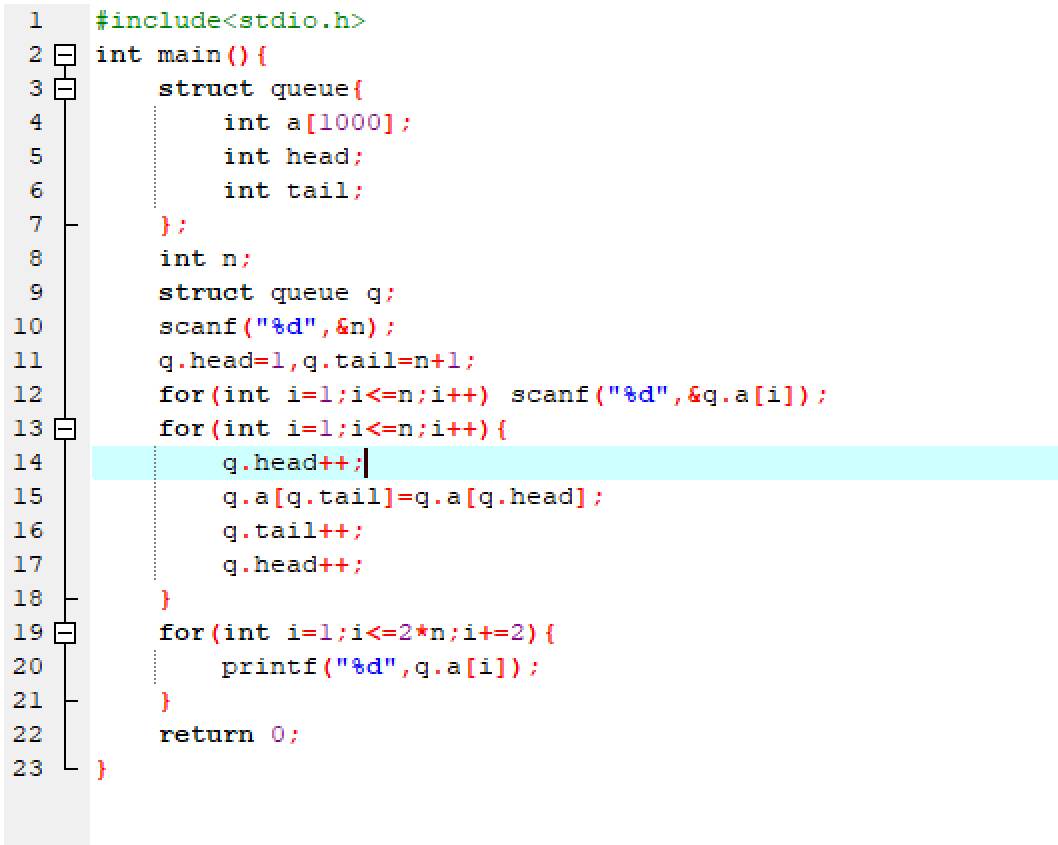 1 #include<stdio.h>
2 int main(){
3 struct queue{
4 int a[1000];
5 int head;
6 int tail;
7 };
8 int n;
9 struct queue q;
10 scanf("%d",&n);
11 q.head=1,q.tail=n+1;
12 for(int i=1;i<=n;i++) scanf("%d",&q.a[i]);
13 for(int i=1;i<=n;i++){
14 q.head++;
15 q.a[q.tail]=q.a[q.head];
16 q.tail++;
17 q.head++;
18 }
19 for(int i=1;i<=2*n;i+=2){
20 printf("%d",q.a[i]);
21 }
22 return 0;
23 }